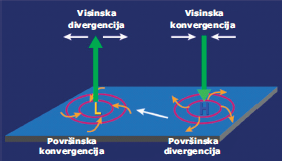 Visinska
divergencija
Visinska
konvergencija
L
H
Površinska
konvergencija
Površinska
divergencija